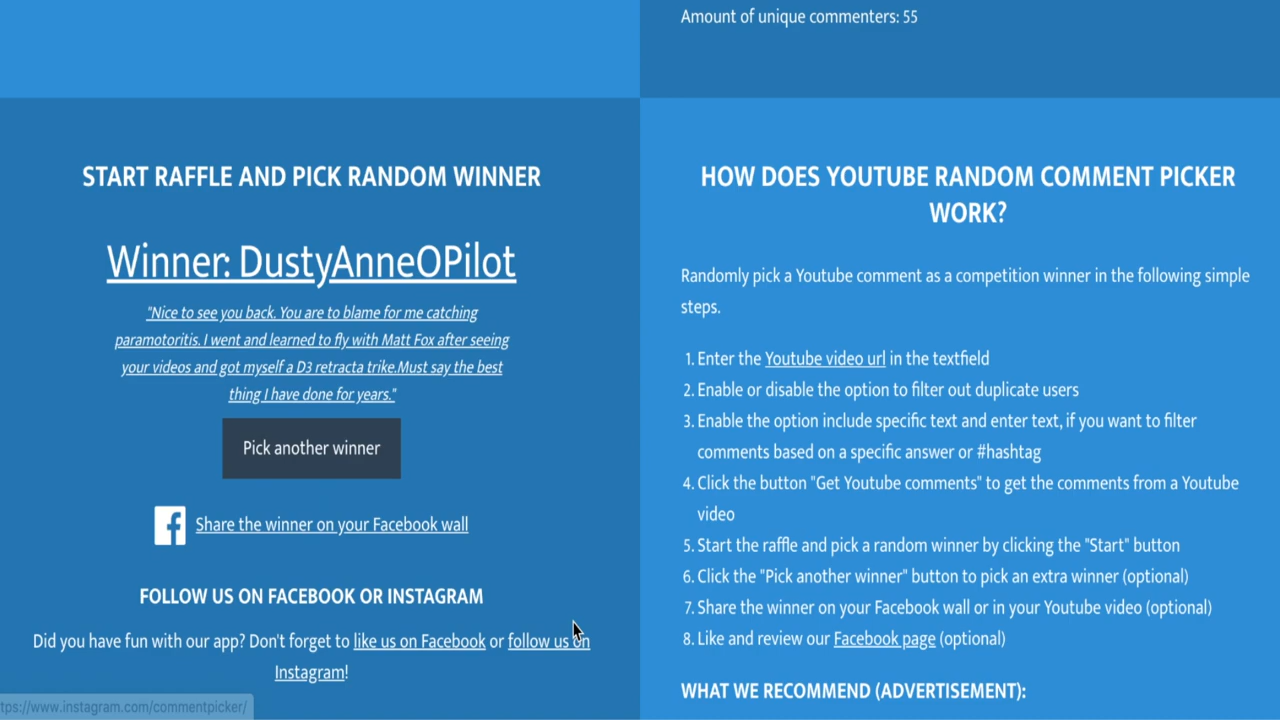 Amount of unique commenters: 55
START RAFFLE AND PICK RANDOM WINNER
Winner: DustyAnneOPilot
"Nice to see you back. You are to blame for me catching
paramotoritis. I went and learned to fly with Matt Fox after seeing
your videos and got myself a D3 retracta trike.Must say the best
thing I have done for years."
Pick another winner
Share the winner on your Facebook wall
FOLLOW US ON FACEBOOK OR INSTAGRAM
Did you have fun with our app? Don't forget to like us on Facebook or follow us on
Instagram!
tps://www.instagram.com/commentpicker/
HOW DOES YOUTUBE RANDOM COMMENT PICKER
WORK?
Randomly pick a Youtube comment as a competition winner in the following simple
steps.
1. Enter the Youtube video url in the textfield
2. Enable or disable the option to filter out duplicate users
3. Enable the option include specific text and enter text, if you want to filter
comments based on a specific answer or #hashtag
4. Click the button "Get Youtube comments" to get the comments from a Youtube
video
5. Start the raffle and pick a random winner by clicking the "Start" button
6. Click the "Pick another winner" button to pick an extra winner (optional)
7. Share the winner on your Facebook wall or in your Youtube video (optional)
8. Like and review our Facebook page (optional)
WHAT WE RECOMMEND (ADVERTISEMENT):